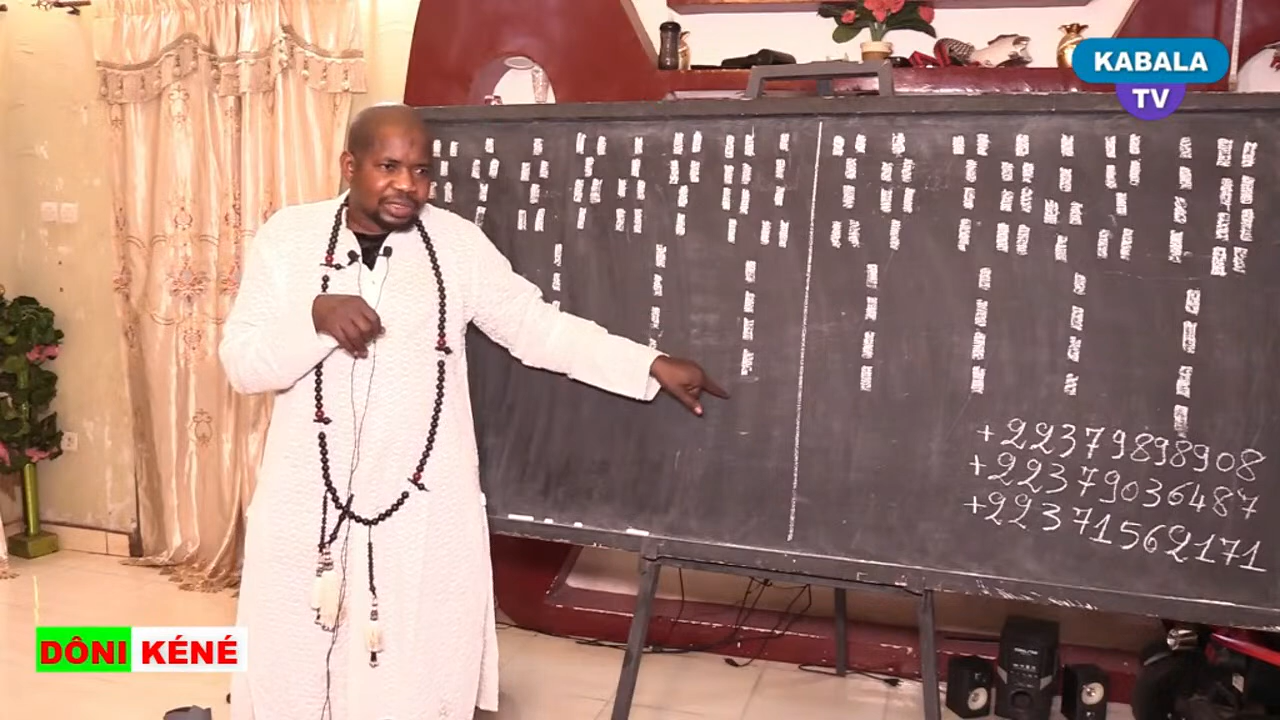 KABALA
TV
+22379898908
+22379036487
+22371562171
DÔNI KÉNÉ